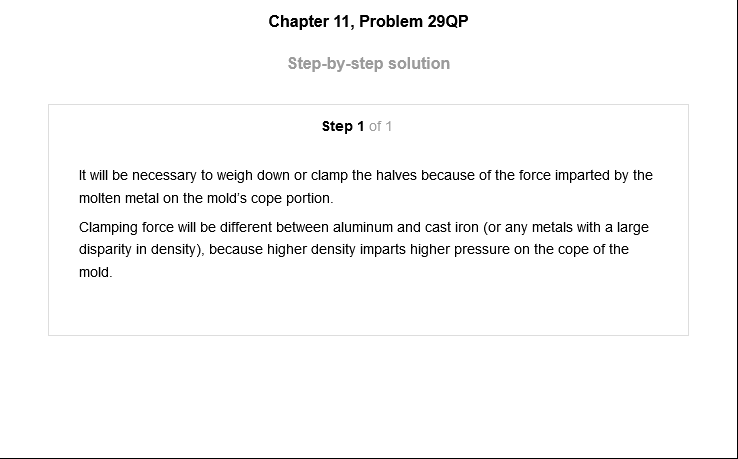 Chapter 11, Problem 29QP
Step-by-step solution
Step 1 of 1
It will be necessary to weigh down or clamp the halves because of the force imparted by the
molten metal on the mold’s cope portion.
Clamping force will be different between aluminum and cast iron (or any metals with a large
disparity in density), because higher density imparts higher pressure on the cope of the
mold.